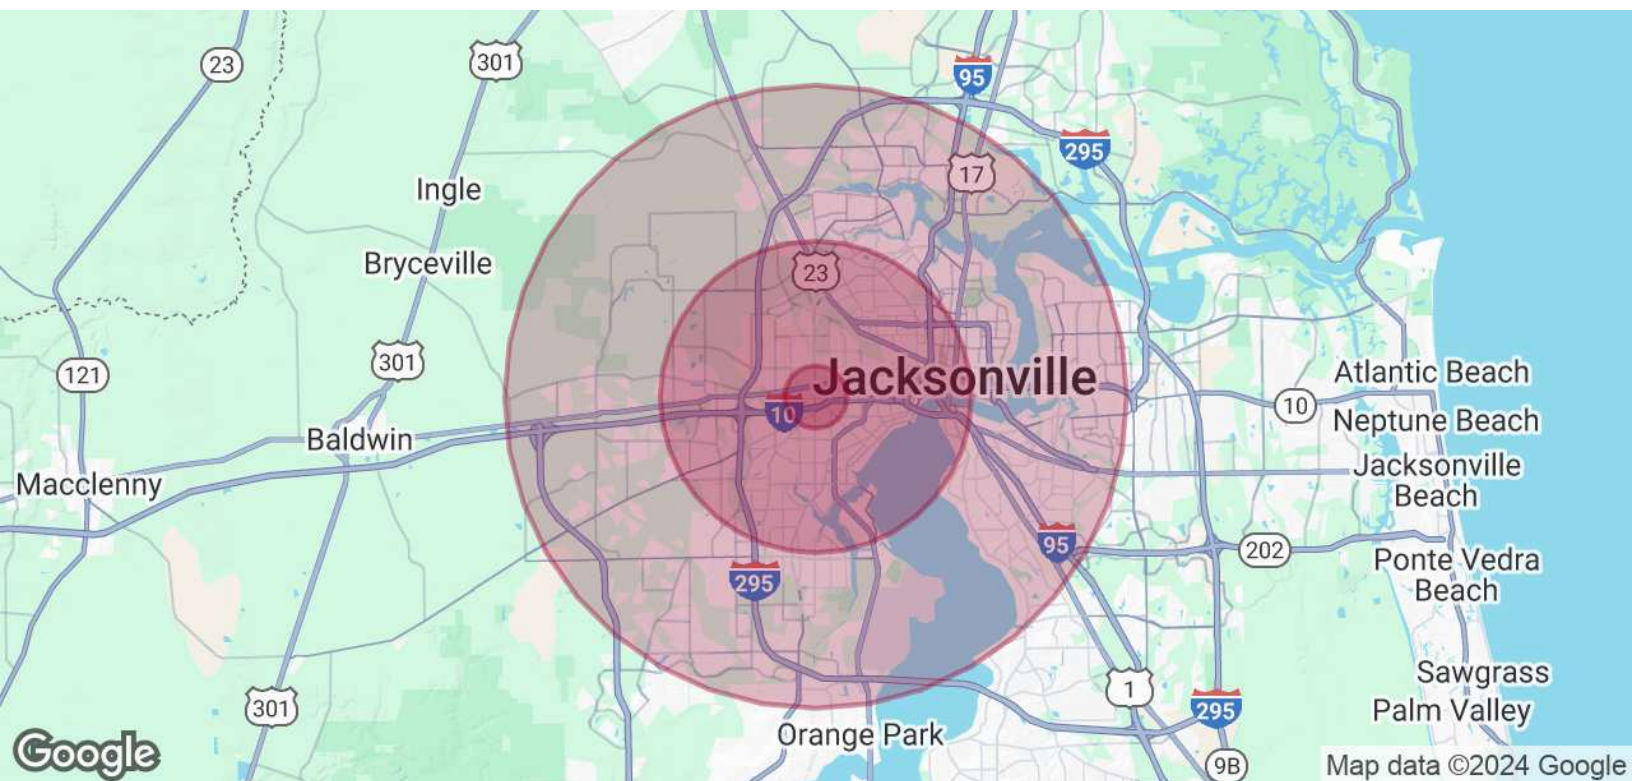 23
301
95
295
17
Ingle
Bryceville
23
301
121
Jacksonville
Atlantic Beach
10
10
Neptune Beach
Baldwin
Jacksonville
Beach
Macclenny
95
202
Ponte Vedra
Beach
295
Sawgrass
1
301
295
Palm Valley
Orange Park
Google
9B
Map data ©2024 Google